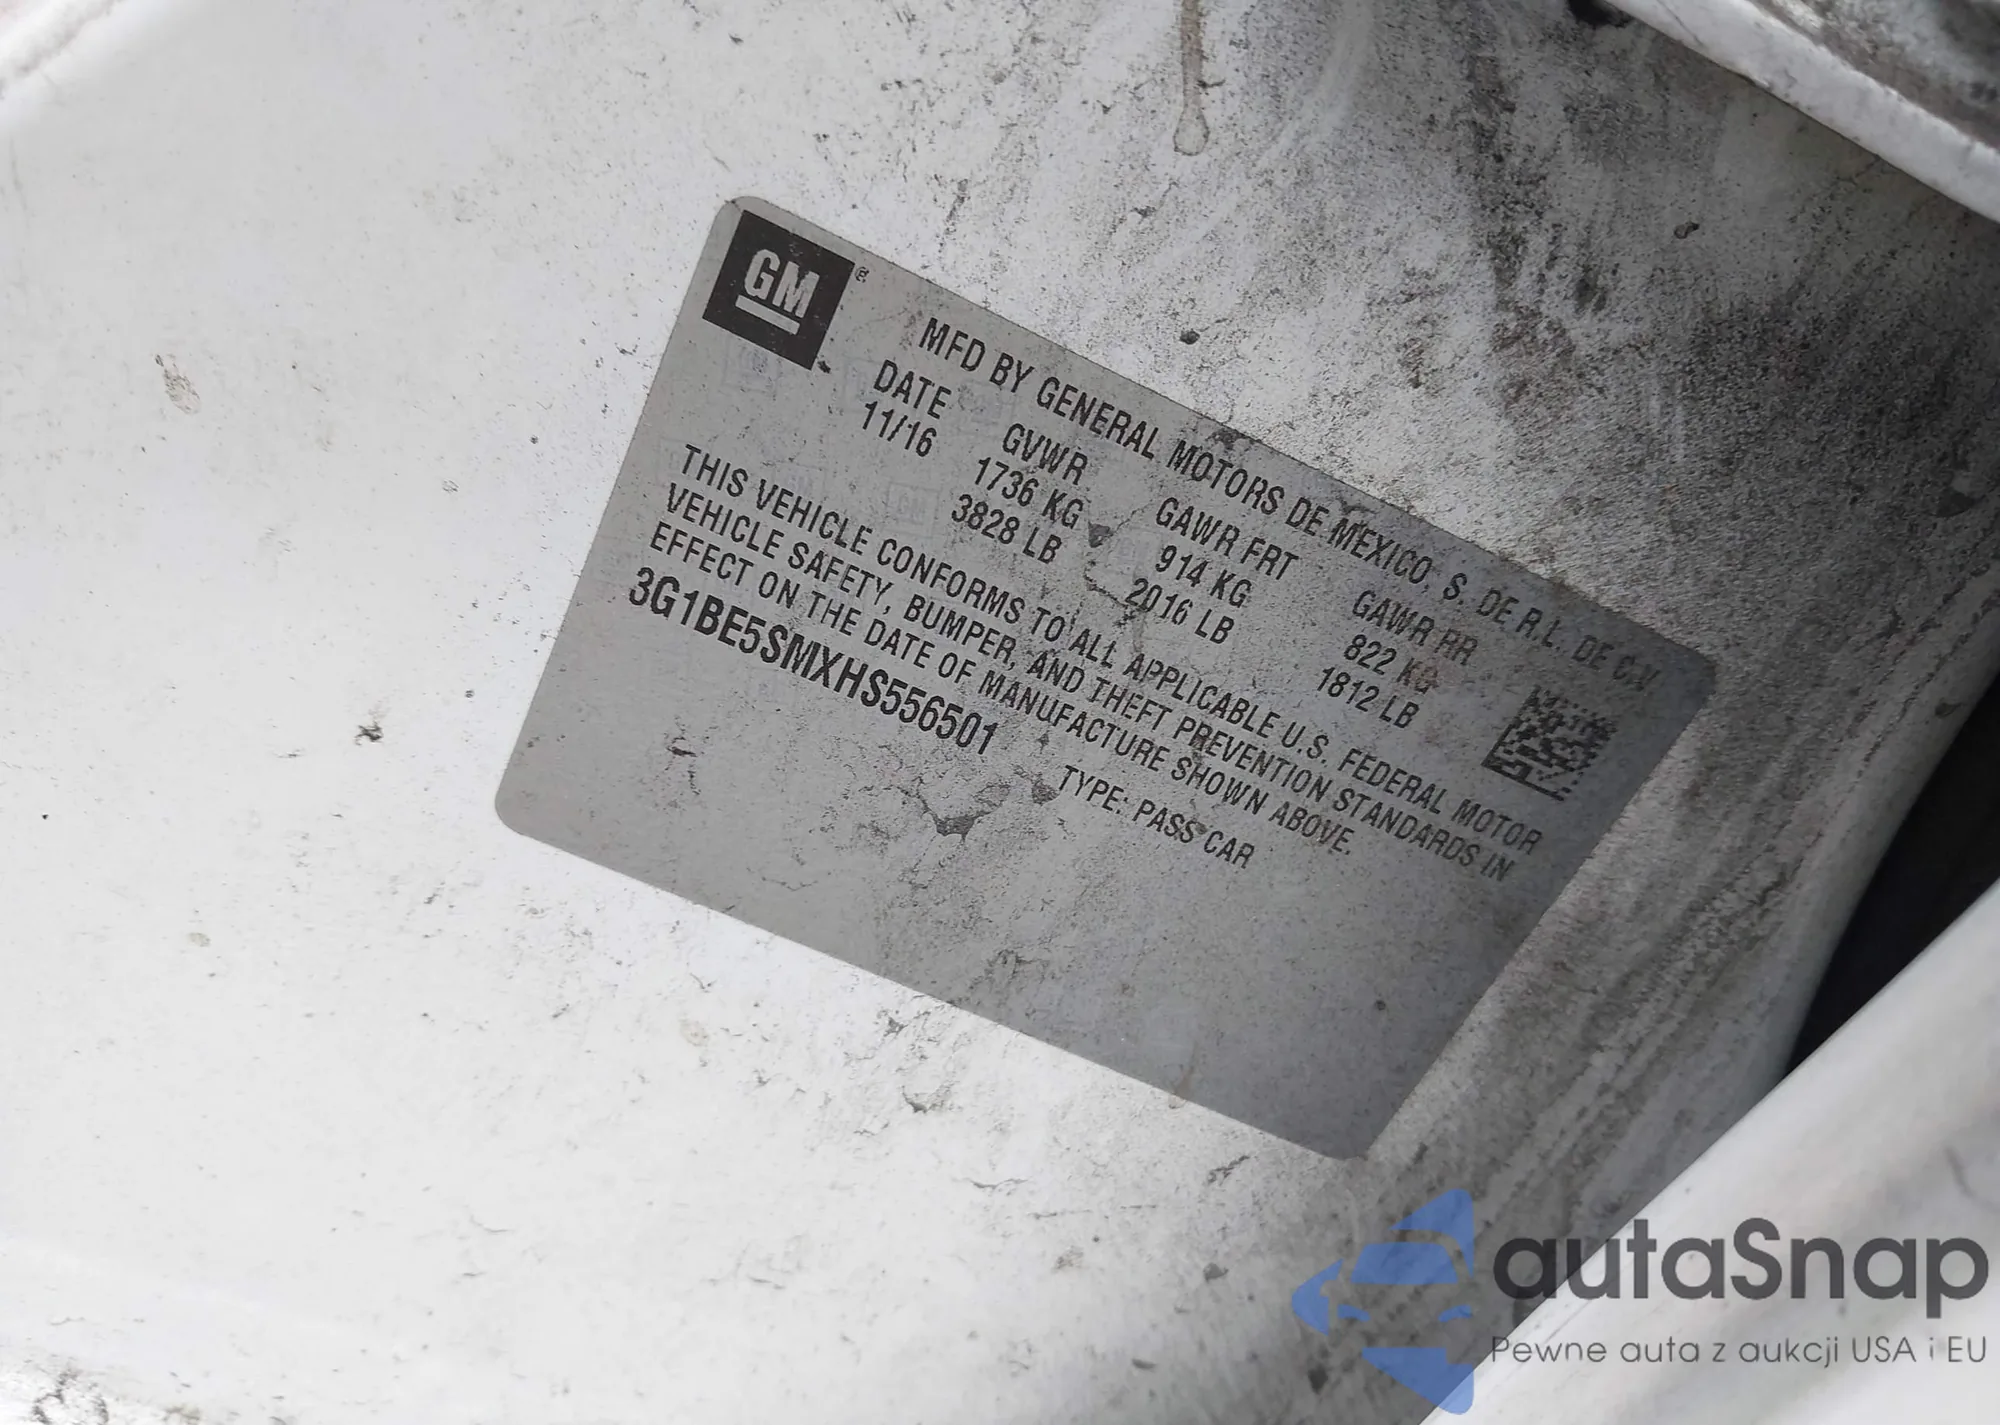 GM®
MFD BY GENERAL MOTORS DE MEXICO, S. DE R.L. DE C.V
DATE GVWR GAWR FRT GAWR RR
11/16 1736 KG 914 KG 822 KG
3828 LB 2016 LB 1812 LB
THIS VEHICLE CONFORMS TO ALL APPLICABLE U.S. FEDERAL MOTOR
VEHICLE SAFETY, BUMPER, AND THEFT PREVENTION STANDARDS IN
EFFECT ON THE DATE OF MANUFACTURE SHOWN ABOVE.
3G1BE5SMXHS556501 TYPE: PASS CAR
autaSnap
Pewne auta z aukcji USA i EU